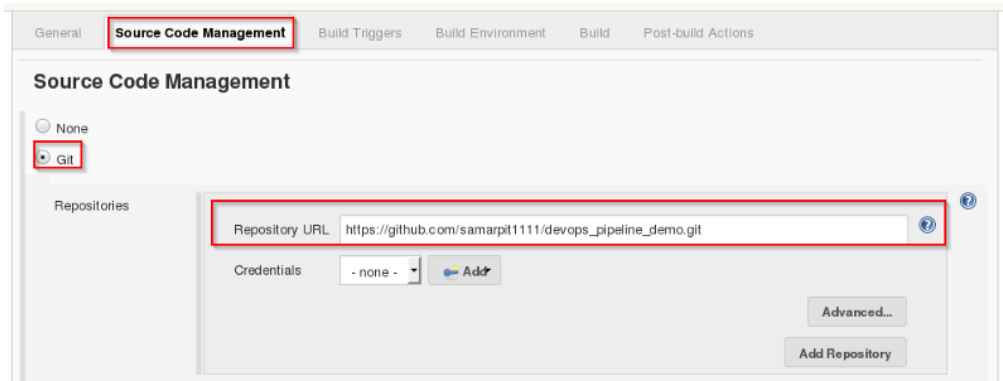 General Source Code Management Build Triggers Build Environment Build Post-build Actions
Source Code Management
None
Git
Repositories
Repository URL https://github.com/samarpit1111/devops_pipeline_demo.git
Credentials - none - Add
Advanced...
Add Repository